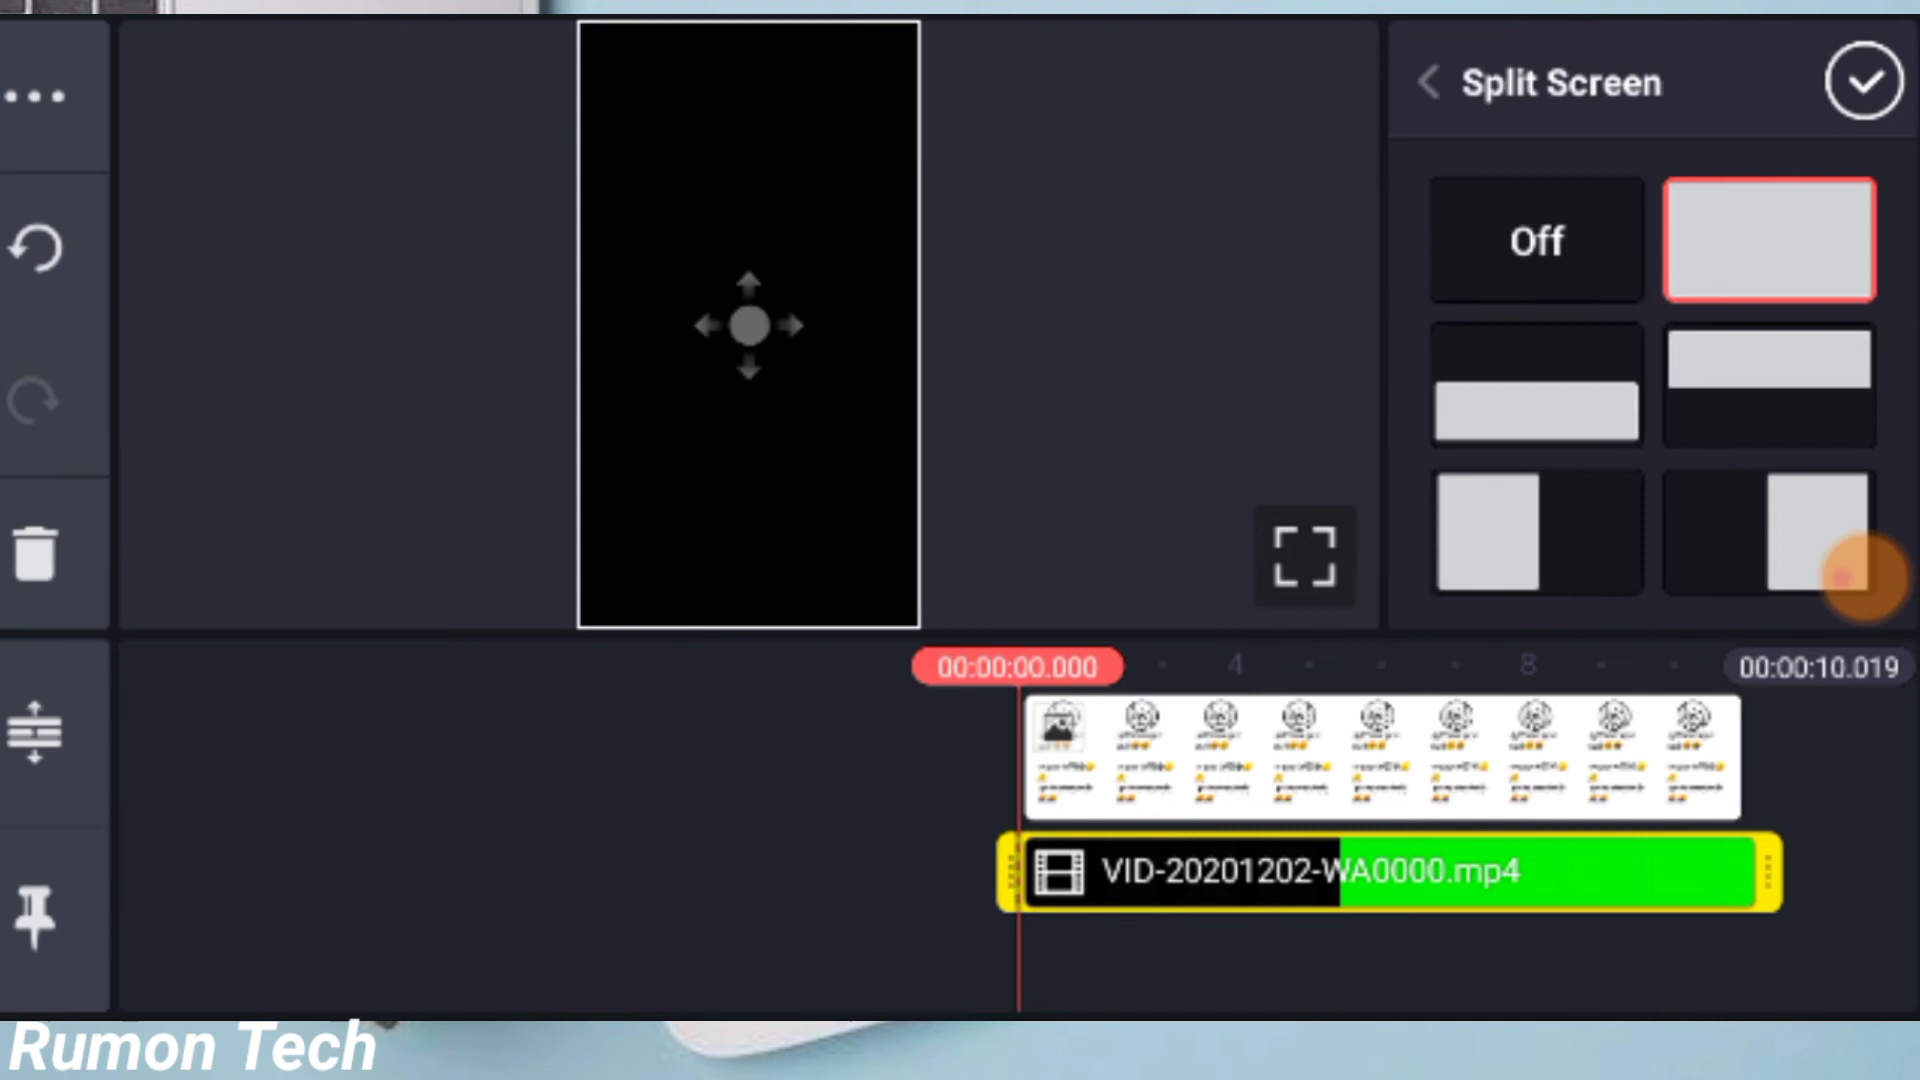 Split Screen
Off
00:00:00.000
4
8
00:00:10.019
VID-20201202-WA0000.mp4
Rumon Tech